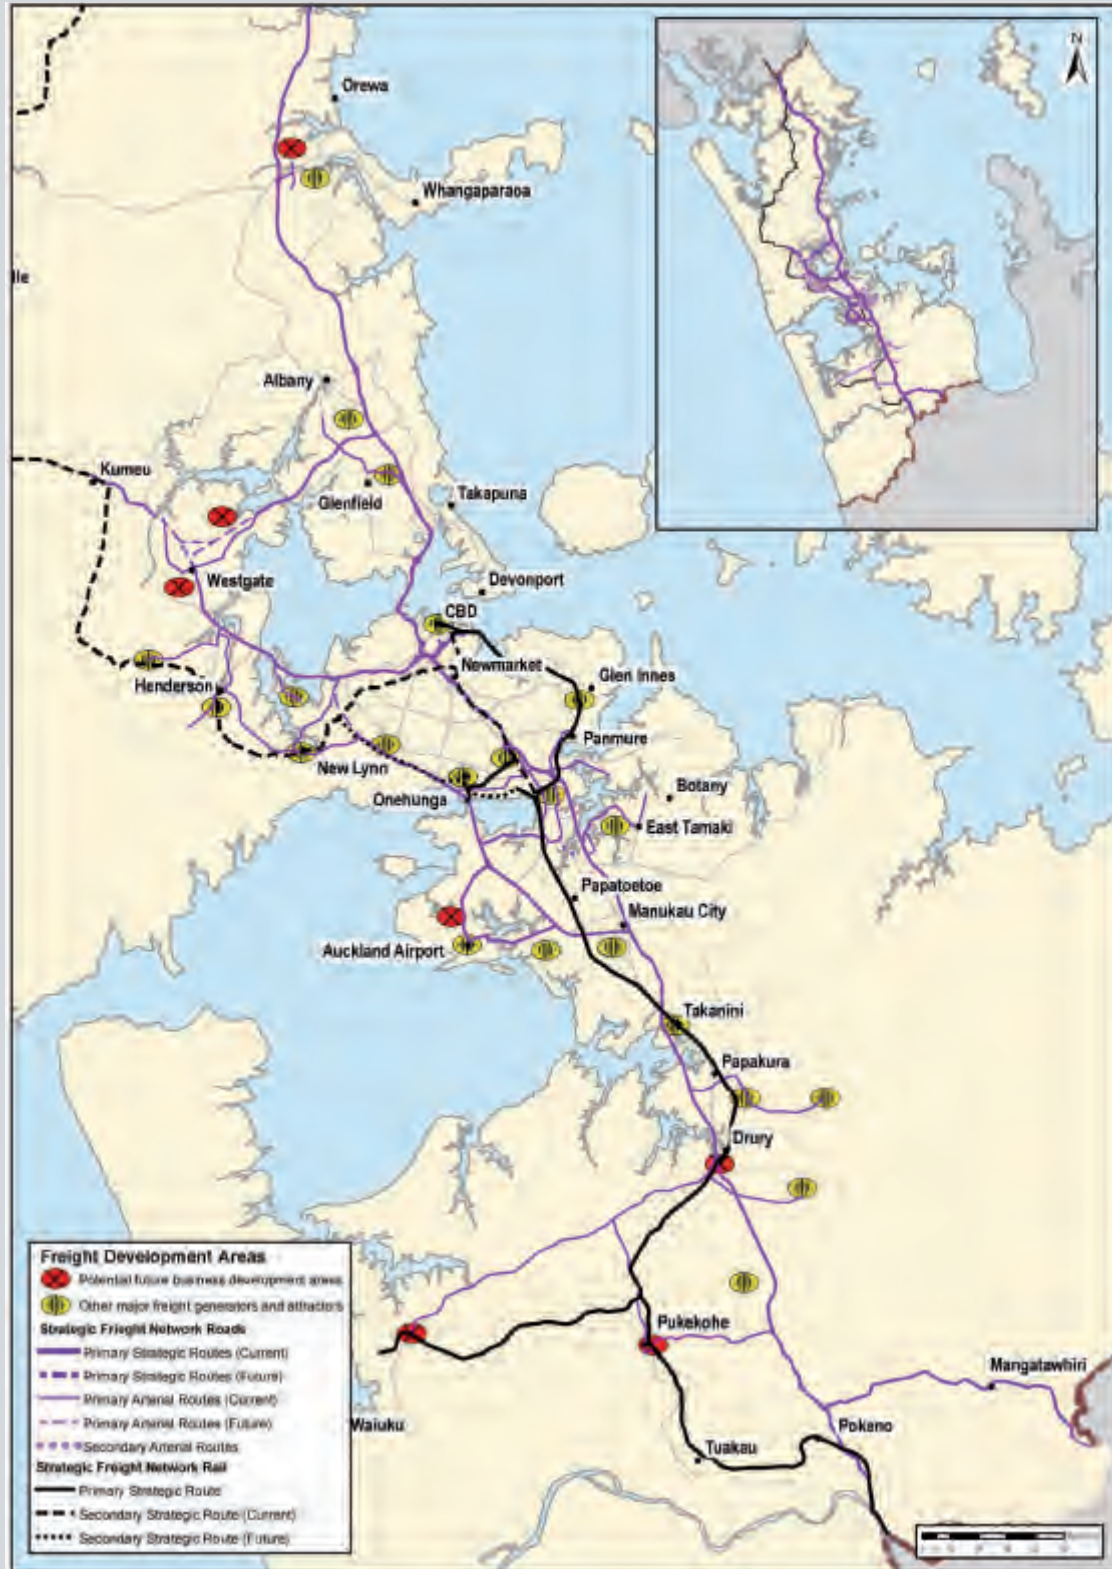 N
Orewa
Whangaparaoa
lle
Albany
Kumeu
Glenfield
Takapuna
Westgate
Devonport
CBD
Newmarket
Glen Innes
Henderson
Panmure
New Lynn
Botany
Onehunga
East Tamaki
Papatoetoe
Manukau City
Auckland Airport
Takanini
Papakura
Drury
Pukekohe
Mangatawhiri
Waiuku
Pokeno
Tuakau
Freight Development Areas
Potential future business development areas
Other major freight generators and attractors
Strategic Frieght Network Roads
Primary Strategic Routes (Current)
Primary Strategic Routes (Future)
Primary Arterial Routes (Current)
Primary Arterial Routes (Future)
Secondary Arterial Routes
Strategic Freight Network Rail
Primary Strategic Route
Secondary Strategic Route (Current)
Secondary Strategic Route (Future)